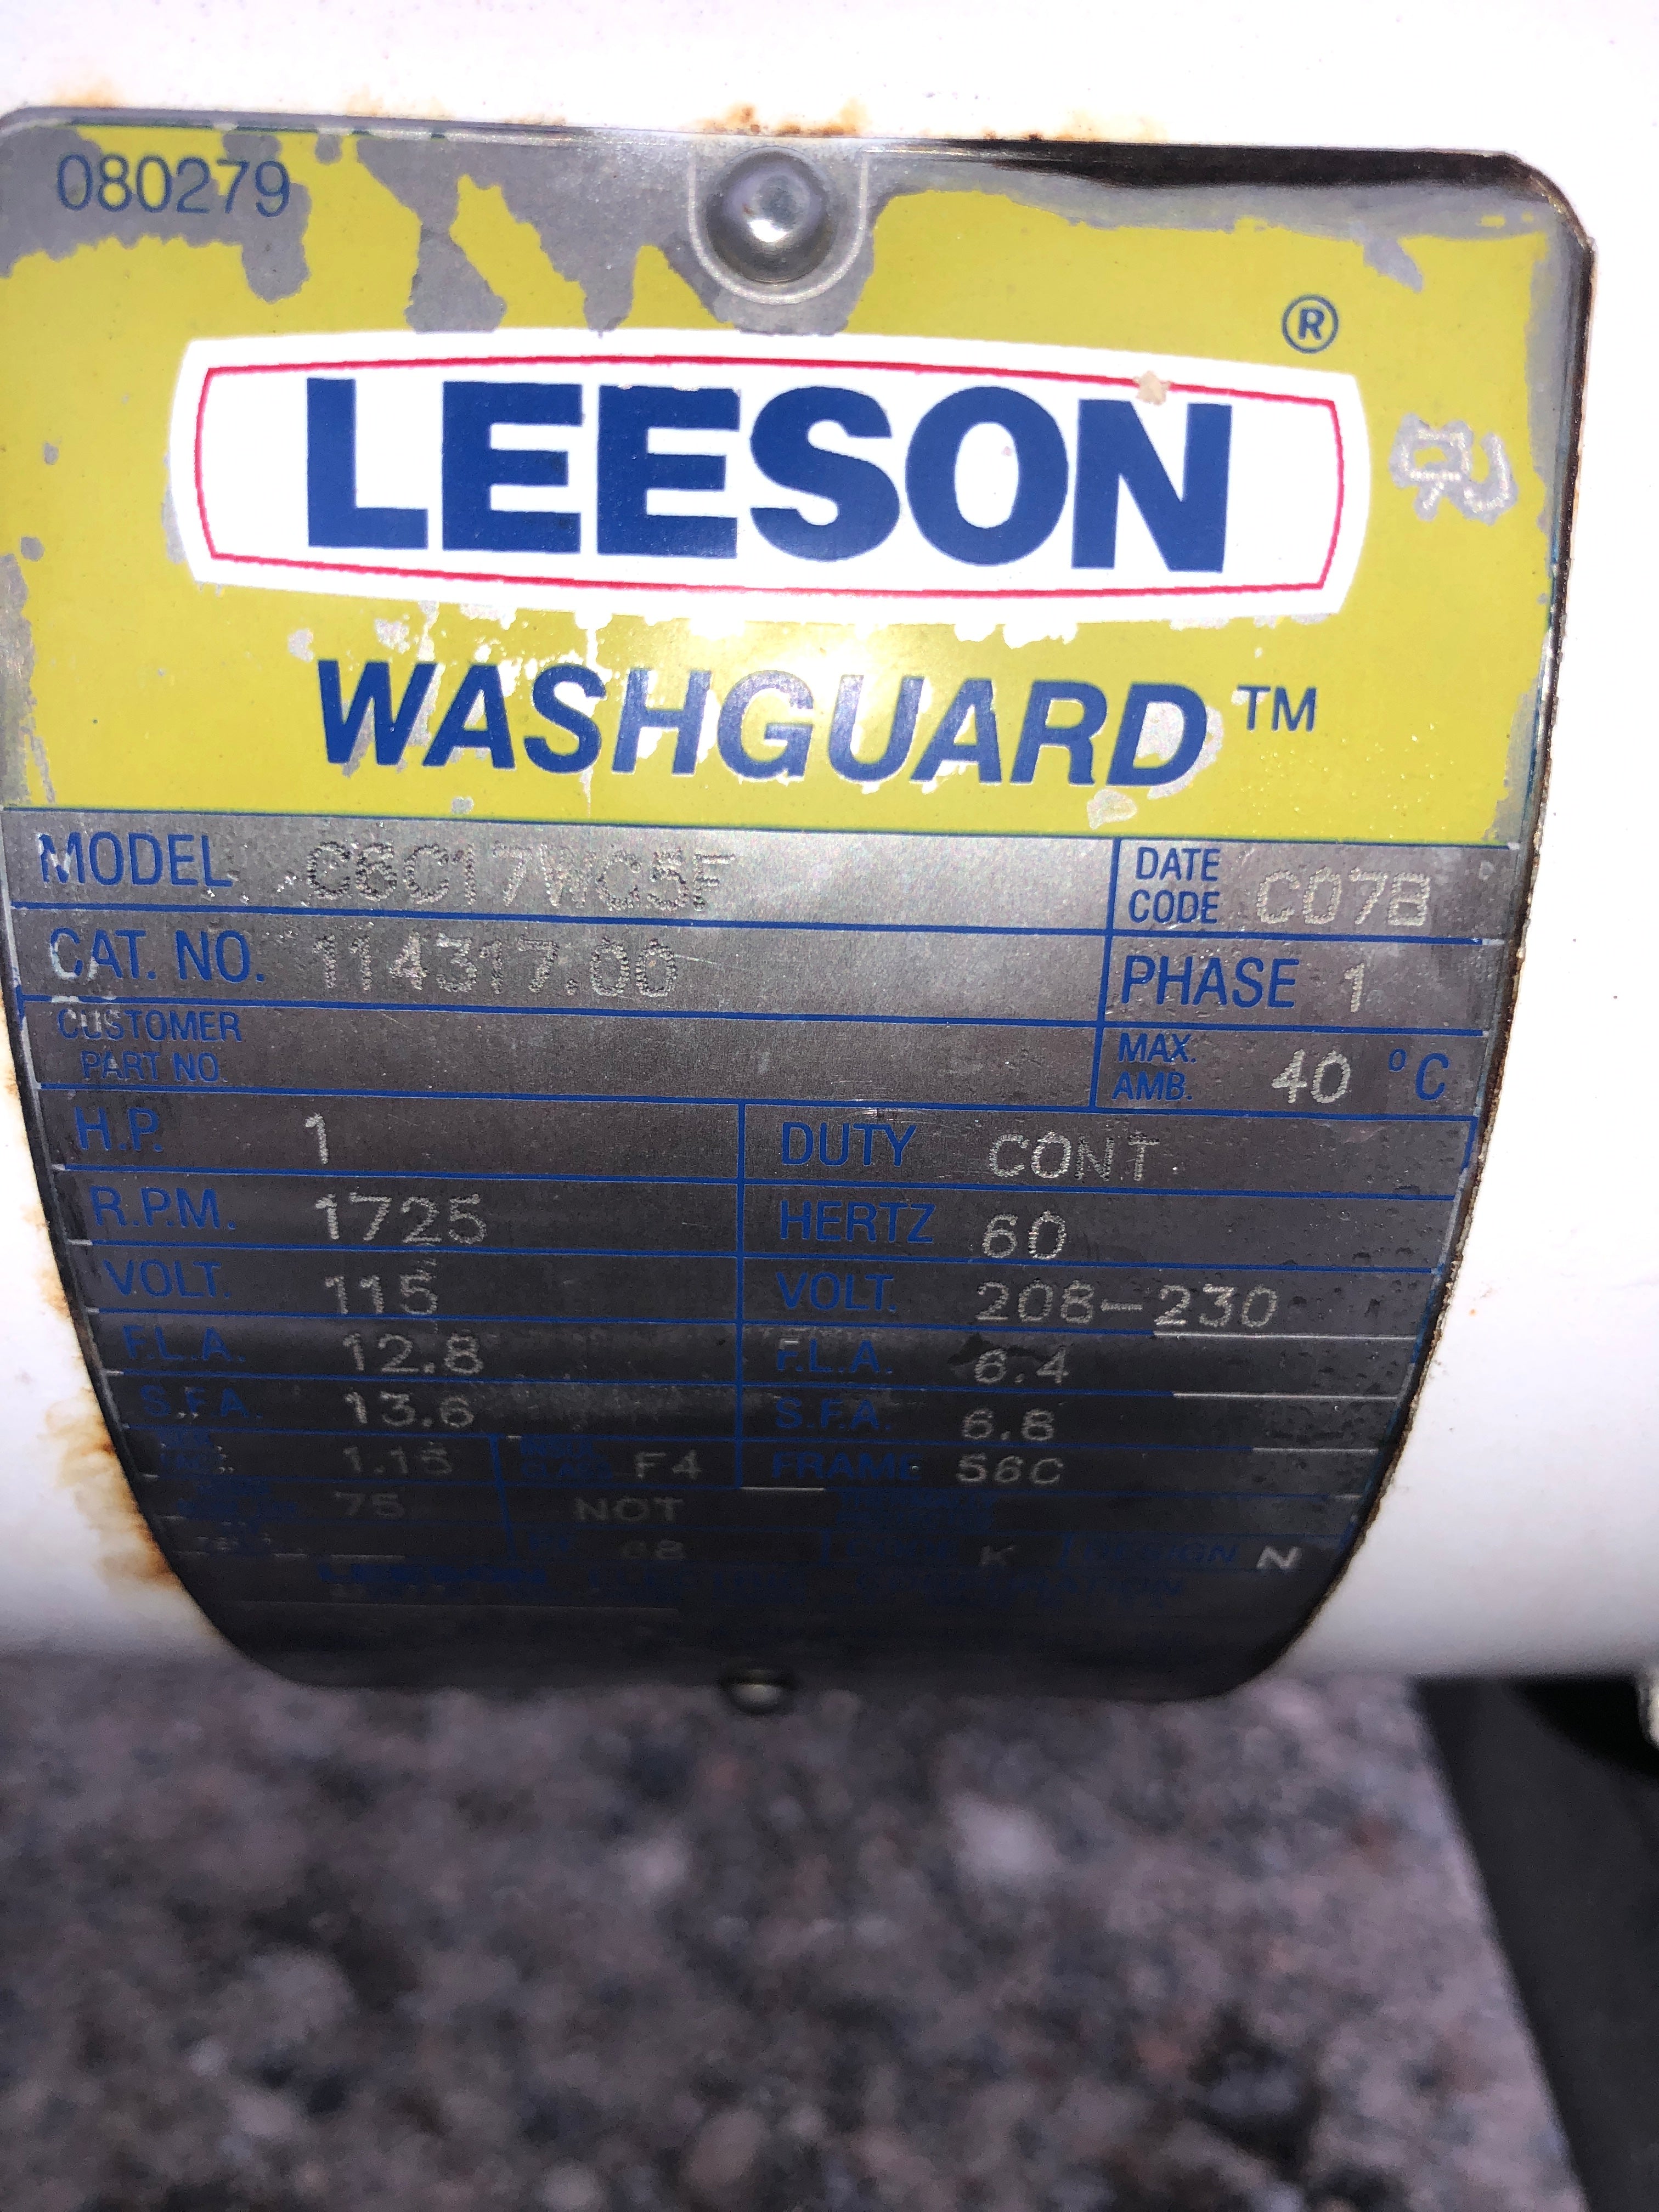 080279
®
LEESON
WASHGUARD™
MODEL C6C17WC5F
DATE CODE C07B
CAT. NO. 114317.00
PHASE 1
CUSTOMER PART NO.
MAX. AMB. 40 °C
H.P. 1
DUTY CONT
R.P.M. 1725
HERTZ 60
VOLT. 115
VOLT. 208-230
F.L.A. 12.8
F.L.A. 6.4
S.F.A. 13.6
S.F.A. 6.8
1.15
F4
FRAME 56C
75
NOT
68
K
DESIGN N